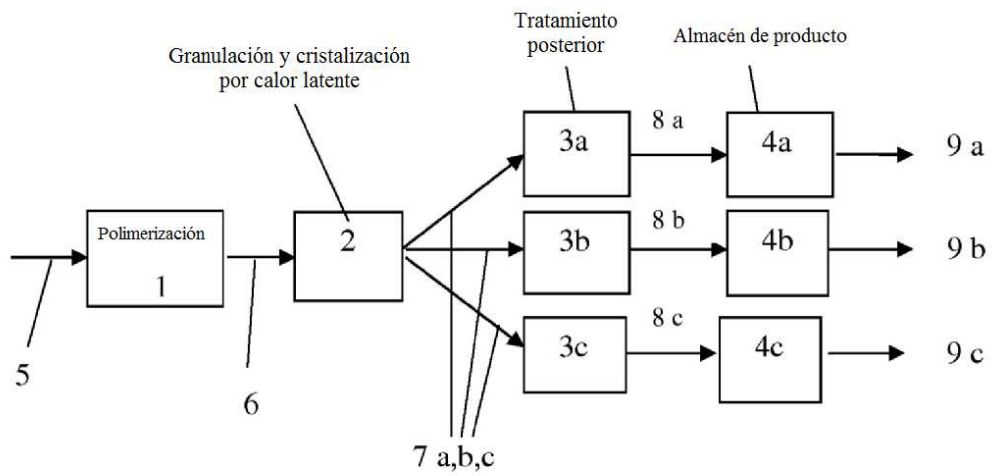 Tratamiento
posterior
Almacén de producto
Granulación y cristalización
por calor latente
3a
8 a
4a
9 a
Polimerización
1
2
3b
8 b
4b
9 b
5
6
3c
8 c
4c
9 c
7 a,b,c